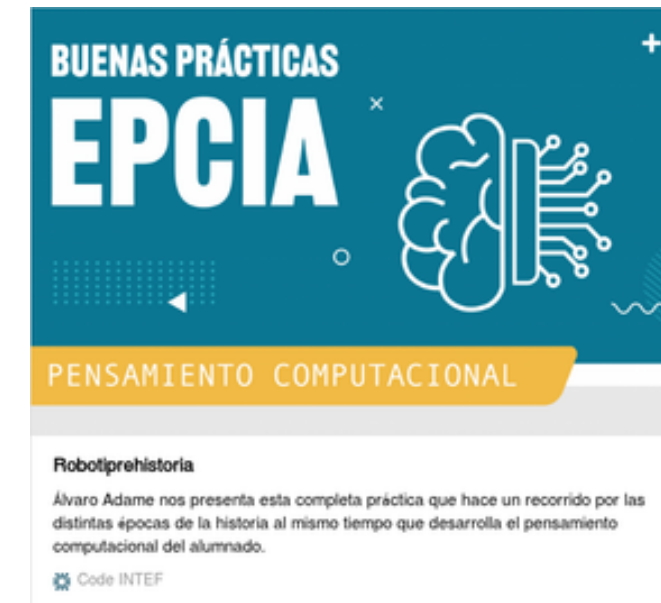 BUENAS PRÁCTICAS
EPCIA
PENSAMIENTO COMPUTACIONAL
Robotiprehistoria
Álvaro Adame nos presenta esta completa práctica que hace un recorrido por las
distintas épocas de la historia al mismo tiempo que desarrolla el pensamiento
computacional del alumnado.
Code INTEF